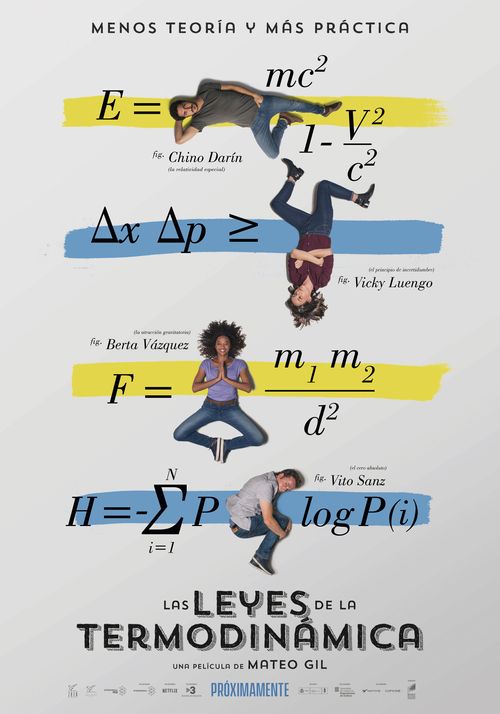 MENOS TEORÍA Y MÁS PRÁCTICA
E = mc²
1- V²
c²
fig. Chino Darín
(la relatividad especial)
Δx Δp ≥
(el principio de incertidumbre)
fig. Vicky Luengo
(la atracción gravitatoria)
fig. Berta Vázquez
F = m₁ m₂
d²
(el cero absoluto)
fig. Vito Sanz
N
H=-∑ P log P(i)
i=1
LAS LEYES DE LA
TERMODINÁMICA
UNA PELÍCULA DE MATEO GIL
NETFLIX 3 PRÓXIMAMENTE